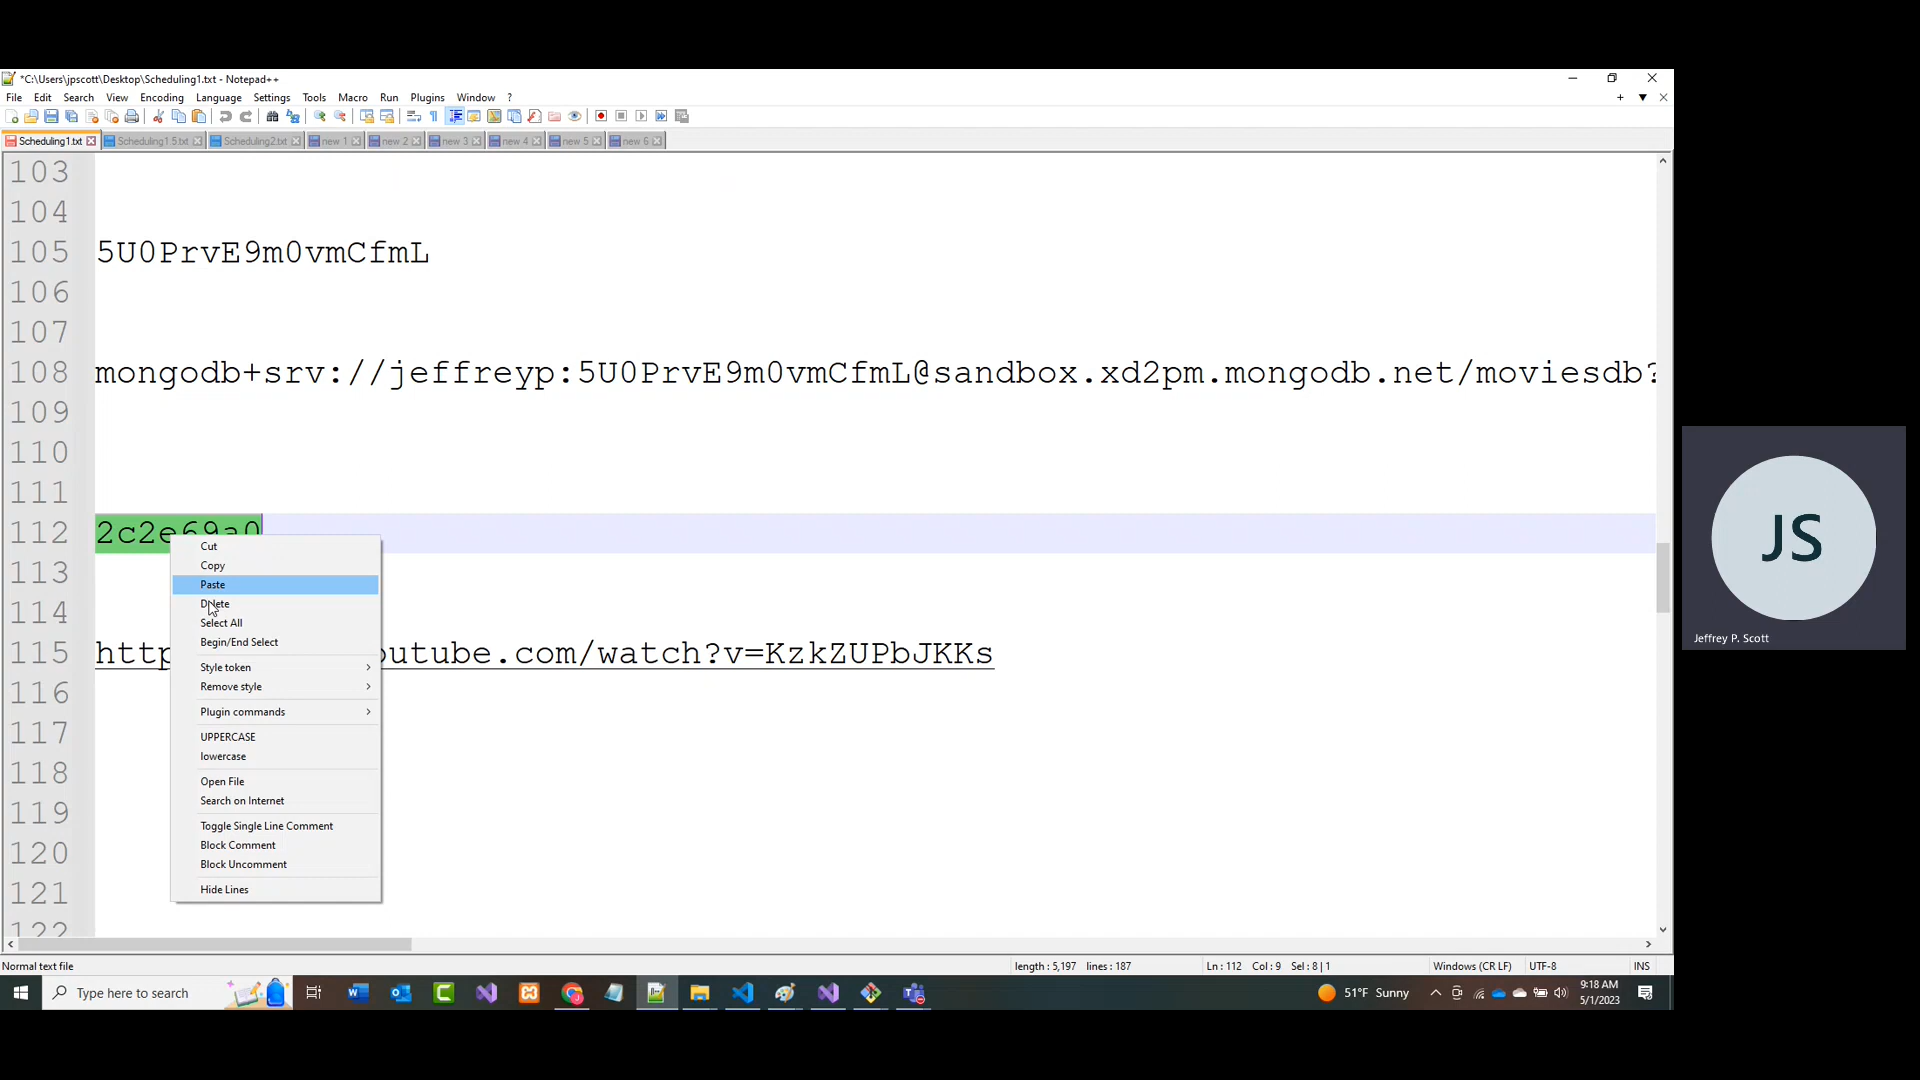 *C:\Users\jpscott\Desktop\Scheduling1.txt - Notepad++
File Edit Search View Encoding Language Settings Tools Macro Run Plugins Window ?
Scheduling1.txt Scheduling1.5.txt Scheduling2.txt new 1 new 2 new 3 new 4 new 5 new 6
103
104
105 5U0PrvE9m0vmCfmL
106
107
108 mongodb+srv://jeffreyp:5U0PrvE9m0vmCfmL@sandbox.xd2pm.mongodb.net/moviesdb?
109
110
111
112 2c2e69a0
Cut
113
Copy
Paste
114
Delete
Select All
Begin/End Select
115 http outube.com/watch?v=KzkZUPbJKKs
Style token
116
Remove style
117
Plugin commands
UPPERCASE
118
lowercase
Open File
119
Search on Internet
Toggle Single Line Comment
120
Block Comment
Block Uncomment
121
Hide Lines
122
JS
Jeffrey P. Scott
Normal text file length : 5,197 lines : 187 Ln : 112 Col : 9 Sel : 8 | 1 Windows (CR LF) UTF-8 INS
Type here to search 51°F Sunny 9:18 AM
5/1/2023